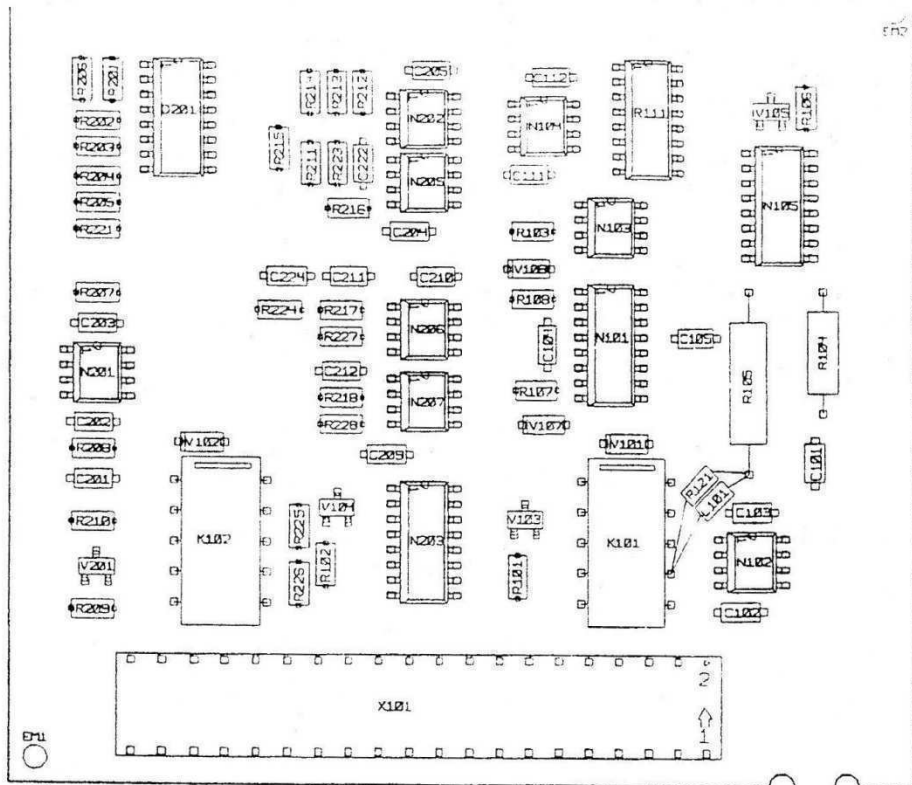 EM2
R206 R201 D201 R214 R213 R212 C205 C112 R111 V105 R106
R202 N202 N104
R203 R215 R211 R223 C222
R204 N205 C111
R205 R216 N105
R221 C204 R103 N103
C224 C211 C210 V108
R207 R224 R217 R108
C203 R227 N206 C104 N101 C105 R105 R104
N201 C212
R218 N207 R107
C202 R228 V107
R208 V102 C209 V101
C201 C101
R121
C101
R210 R225 V104 V103 C103
K102 N203 K101
V201 R226 R102 R101 N102
R209 C102
2
X101
1
EM1